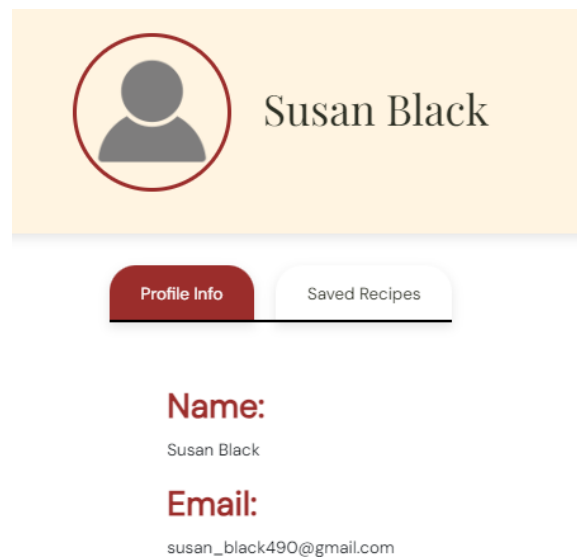 Susan Black
Profile Info
Saved Recipes
Name:
Susan Black
Email:
susan_black490@gmail.com